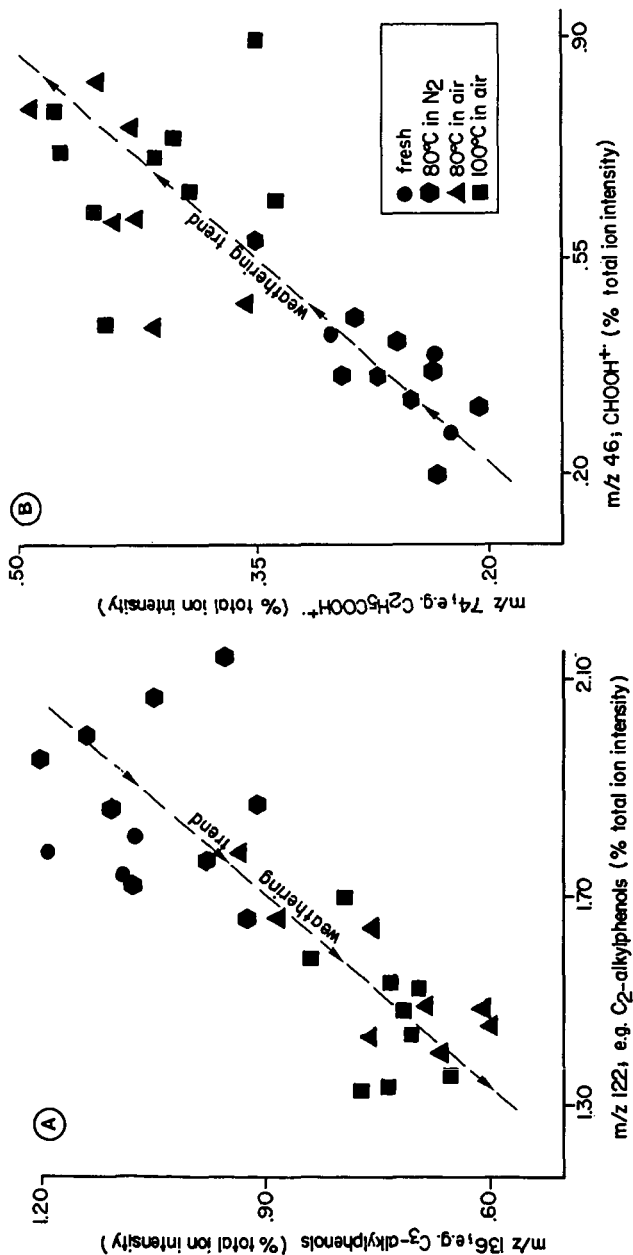 A
m/z 136, e.g. C3-alkylphenols (% total ion intensity)
1.20
.90
.60
weathering
trend
1.30
1.70
2.10
m/z 122; e.g. C2-alkylphenols (% total ion intensity)
B
m/z 74, e.g. C2H5COOH+· (% total ion intensity)
.50
.35
.20
weathering trend
fresh
80°C in N2
80°C in air
100°C in air
.20
.55
.90
m/z 46; CHOOH+· (% total ion intensity)